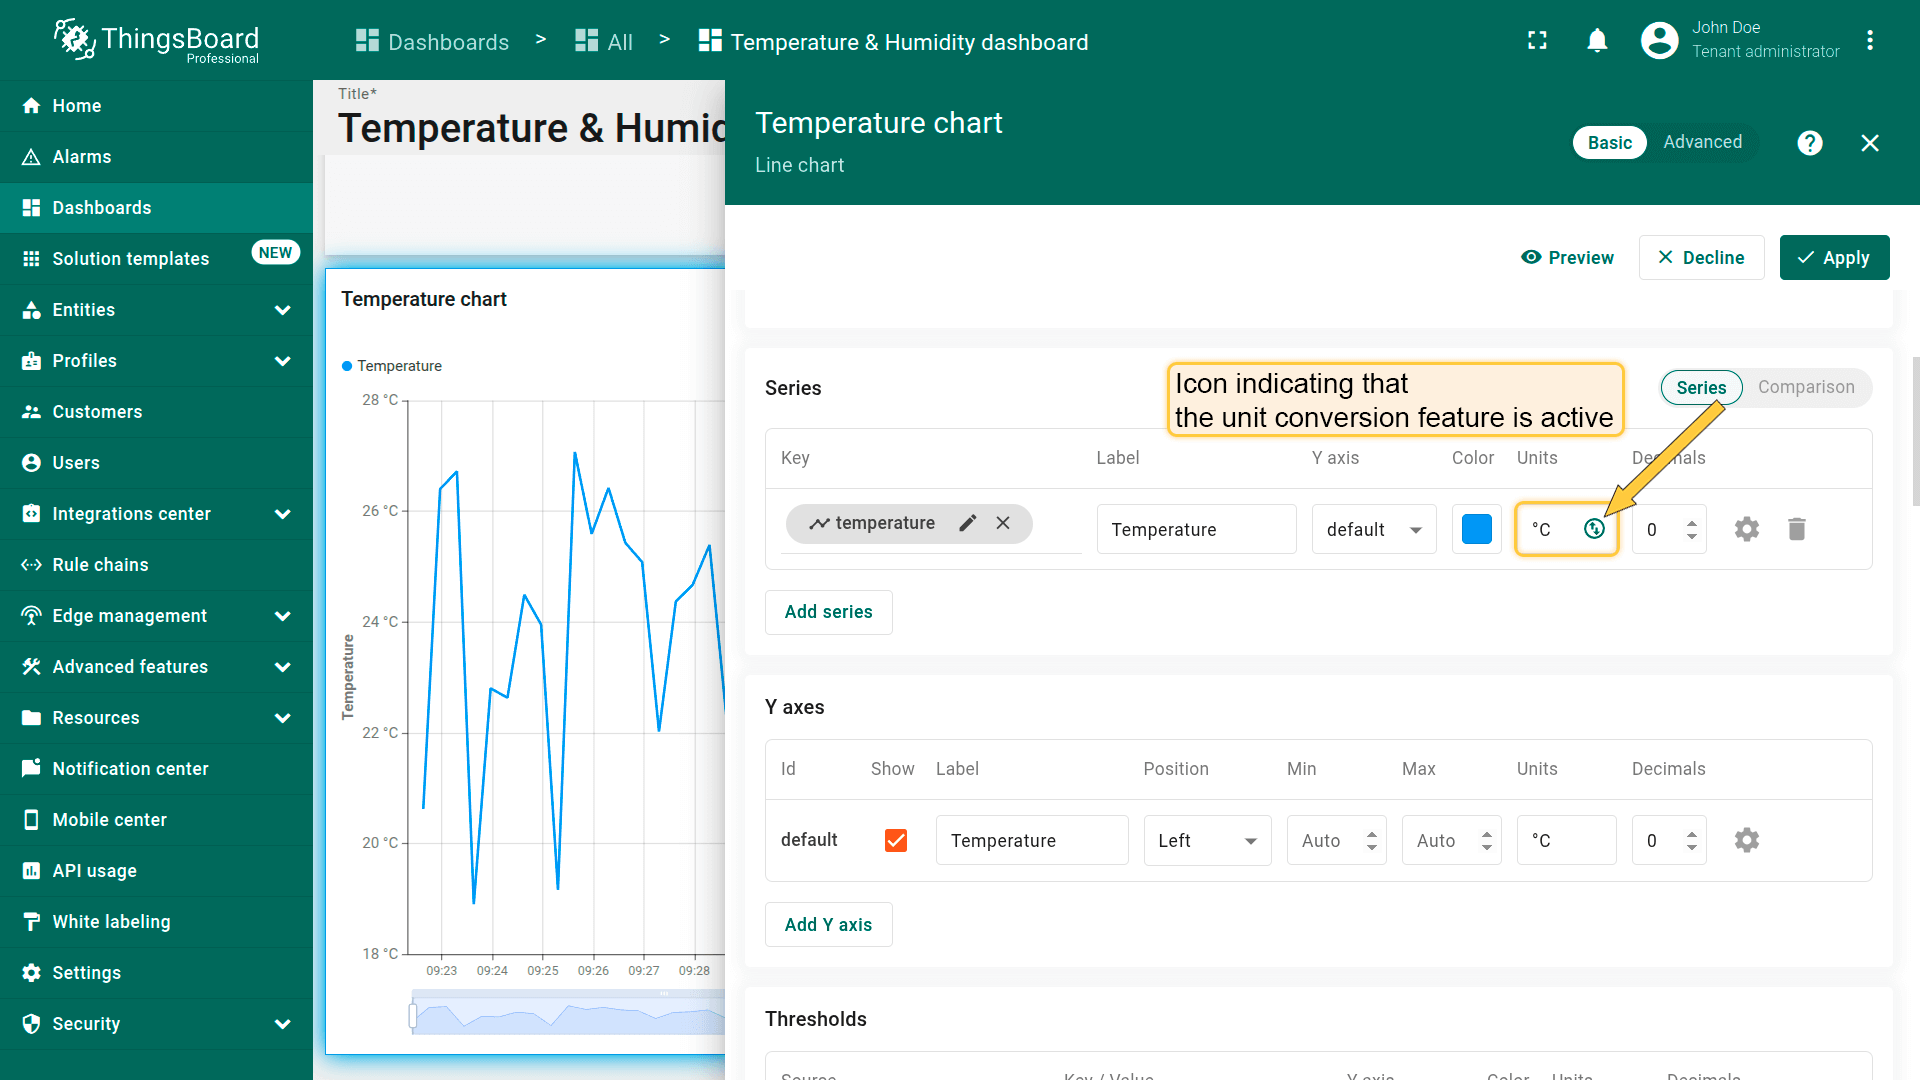 ThingsBoard
Professional
Dashboards > All > Temperature & Humidity dashboard
John Doe
Tenant administrator
Home
Alarms
Dashboards
Solution templates NEW
Entities
Profiles
Customers
Users
Integrations center
Rule chains
Edge management
Advanced features
Resources
Notification center
Mobile center
API usage
White labeling
Settings
Security
Title*
Temperature & Humid
Temperature chart
Temperature
28 °C
26 °C
24 °C
22 °C
20 °C
18 °C
Temperature
09:23 09:24 09:25 09:26 09:27 09:28
Temperature chart
Line chart
Basic Advanced
Preview Decline Apply
Series
Icon indicating that
the unit conversion feature is active
Series Comparison
Key Label Y axis Color Units Decimals
temperature Temperature default °C 0
Add series
Y axes
Id Show Label Position Min Max Units Decimals
default Temperature Left Auto Auto °C 0
Add Y axis
Thresholds
Source Key / Value Y axis Color Units Decimals